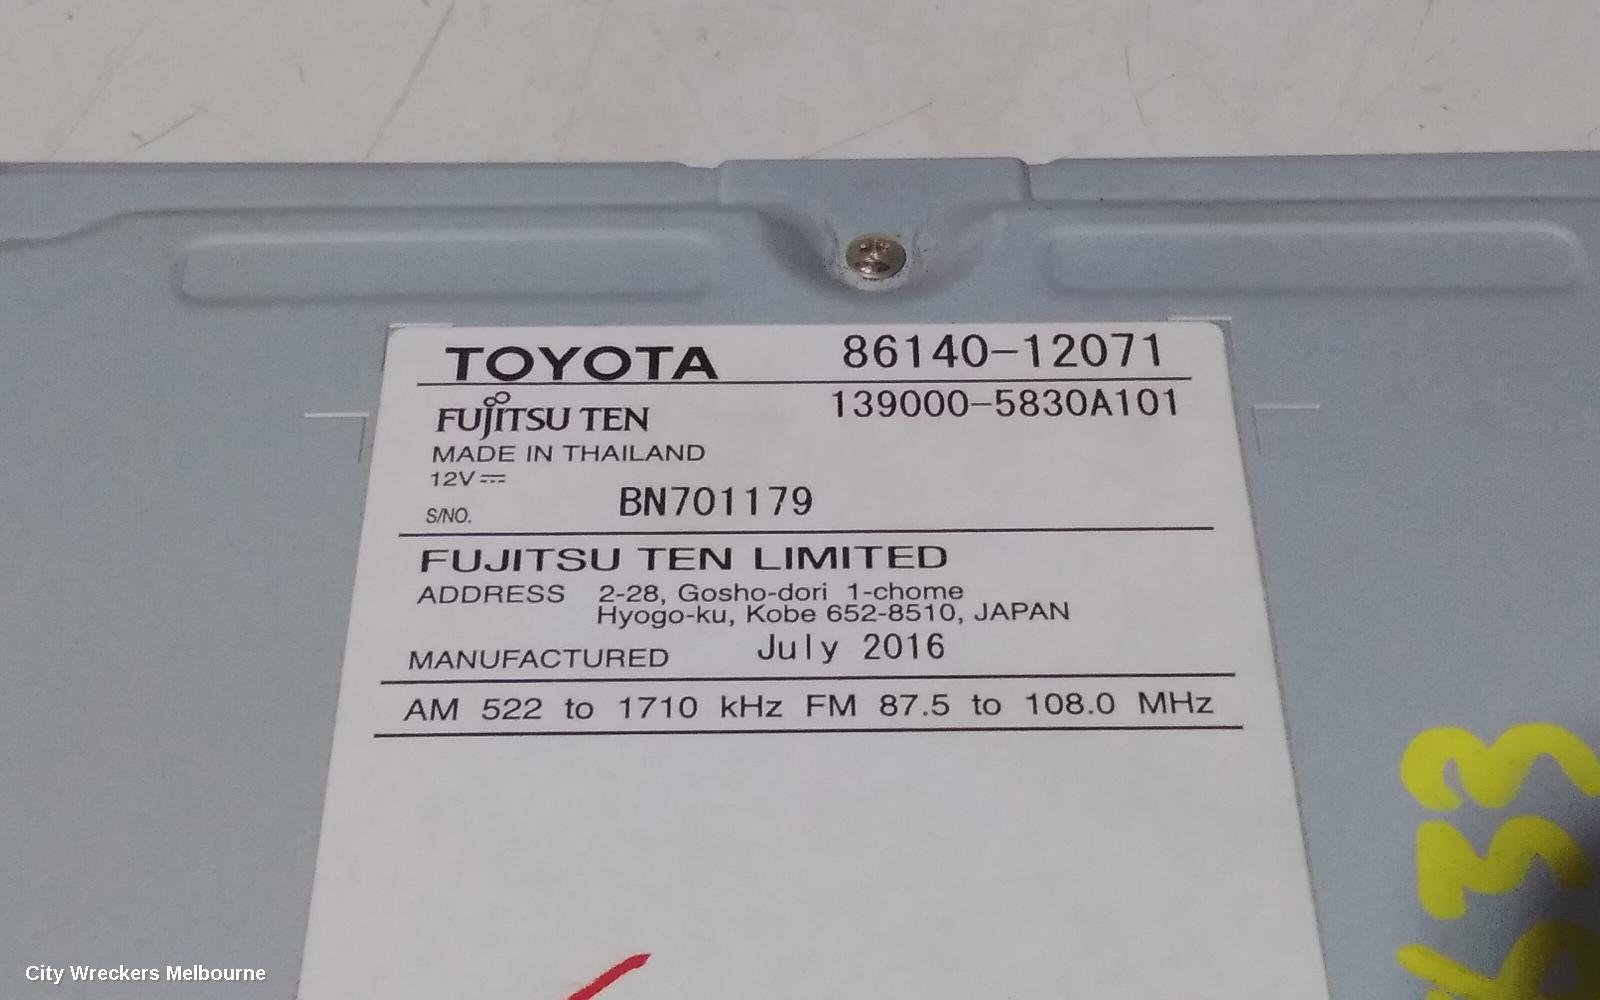 TOYOTA 86140-12071
FUJITSU TEN 139000-5830A101
MADE IN THAILAND
12V
S/NO. BN701179
FUJITSU TEN LIMITED
ADDRESS 2-28, Gosho-dori 1-chome
Hyogo-ku, Kobe 652-8510, JAPAN
MANUFACTURED July 2016
AM 522 to 1710 kHz FM 87.5 to 108.0 MHz
City Wreckers Melbourne